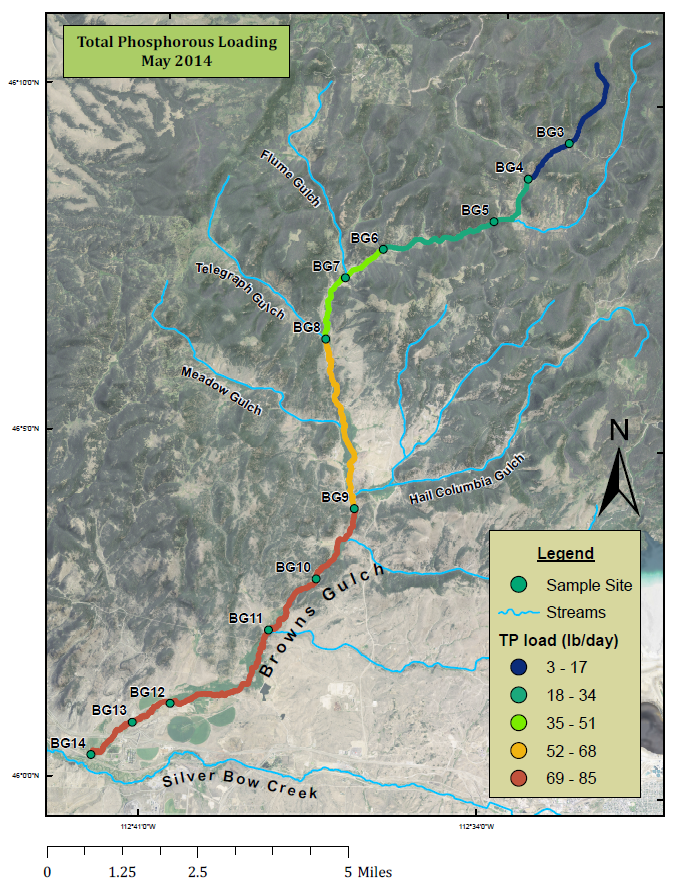 Total Phosphorous Loading
May 2014
46°10'0"N
BG3
BG4
Flume Gulch
BG5
BG6
BG7
Telegraph Gulch
BG8
Meadow Gulch
46°5'0"N
N
Hail Columbia Gulch
BG9
BG10
Browns Gulch
BG11
BG12
BG13
BG14
46°0'0"N
Silver Bow Creek
Legend
Sample Site
Streams
TP load (lb/day)
3 - 17
18 - 34
35 - 51
52 - 68
69 - 85
112°41'0"W
112°34'0"W
0 1.25 2.5 5 Miles